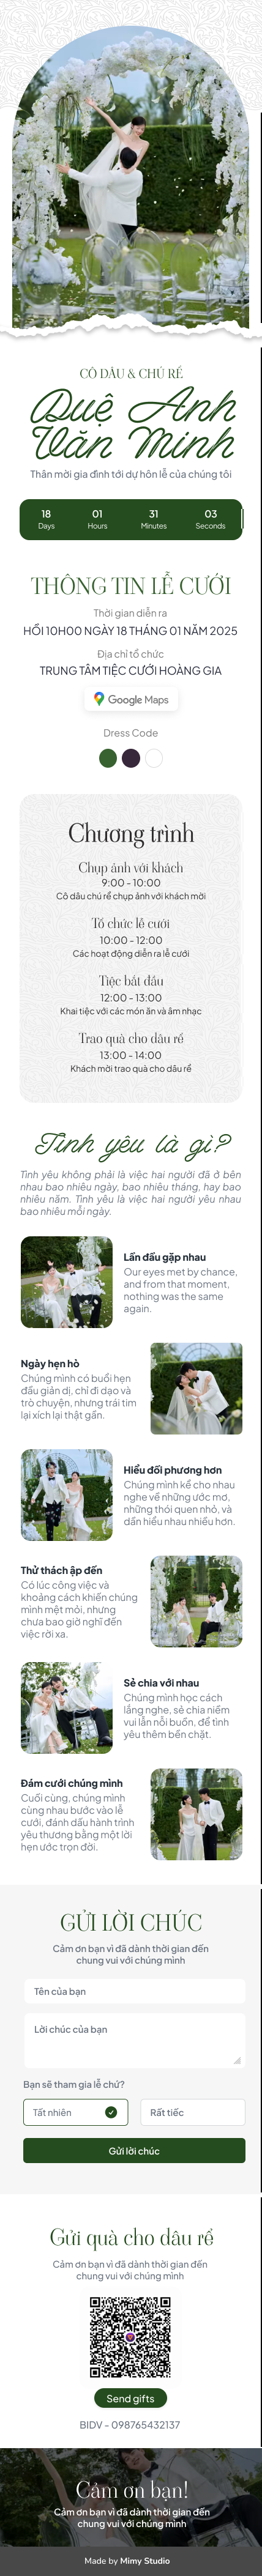 CÔ DÂU & CHÚ RỂ
Duệ Anh
Văn Minh
Thân mời gia đình tới dự hôn lễ của chúng tôi
18 01 31 03
Days Hours Minutes Seconds
THÔNG TIN LỄ CƯỚI
Thời gian diễn ra
HỒI 10H00 NGÀY 18 THÁNG 01 NĂM 2025
Địa chỉ tổ chức
TRUNG TÂM TIỆC CƯỚI HOÀNG GIA
Google Maps
Dress Code
Chương trình
Chụp ảnh với khách
9:00 - 10:00
Cô dâu chú rể chụp ảnh với khách mời
Tổ chức lễ cưới
10:00 - 12:00
Các hoạt động diễn ra lễ cưới
Tiệc bắt đầu
12:00 - 13:00
Khai tiệc với các món ăn và âm nhạc
Trao quà cho dâu rể
13:00 - 14:00
Khách mời trao quà cho dâu rể
Tình yêu là gì?
Tình yêu không phải là việc hai người đã ở bên
nhau bao nhiêu ngày, bao nhiêu tháng, hay bao
nhiêu năm. Tình yêu là việc hai người yêu nhau
bao nhiêu mỗi ngày.
Lần đầu gặp nhau
Our eyes met by chance,
and from that moment,
nothing was the same
again.
Ngày hẹn hò
Chúng mình có buổi hẹn
đầu giản dị, chỉ đi dạo và
trò chuyện, nhưng trái tim
lại xích lại thật gần.
Hiểu đối phương hơn
Chúng mình kể cho nhau
nghe về những ước mơ,
những thói quen nhỏ, và
dần hiểu nhau nhiều hơn.
Thử thách ập đến
Có lúc công việc và
khoảng cách khiến chúng
mình mệt mỏi, nhưng
chưa bao giờ nghĩ đến
việc rời xa.
Sẻ chia với nhau
Chúng mình học cách
lắng nghe, sẻ chia niềm
vui lẫn nỗi buồn, để tình
yêu thêm bền chặt.
Đám cưới chúng mình
Cuối cùng, chúng mình
cùng nhau bước vào lễ
cưới, đánh dấu hành trình
yêu thương bằng một lời
hẹn ước trọn đời.
GỬI LỜI CHÚC
Cảm ơn bạn vì đã dành thời gian đến
chung vui với chúng mình
Tên của bạn
Lời chúc của bạn
Bạn sẽ tham gia lễ chứ?
Tất nhiên Rất tiếc
Gửi lời chúc
Gửi quà cho dâu rể
Cảm ơn bạn vì đã dành thời gian đến
chung vui với chúng mình
Send gifts
BIDV - 098765432137
Cảm ơn bạn!
Cảm ơn bạn vì đã dành thời gian đến
chung vui với chúng mình
Made by Mimy Studio